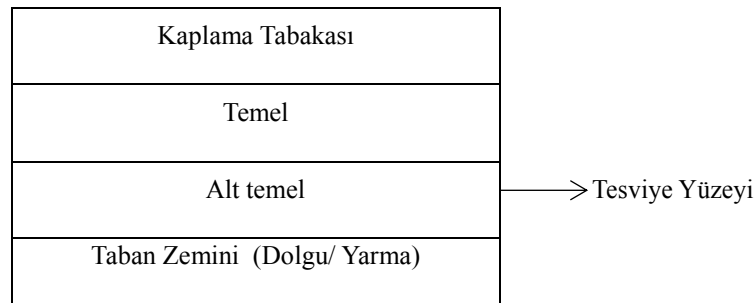 Kaplama Tabakası
Temel
Alt temel
Tesviye Yüzeyi
Taban Zemini (Dolgu/ Yarma)